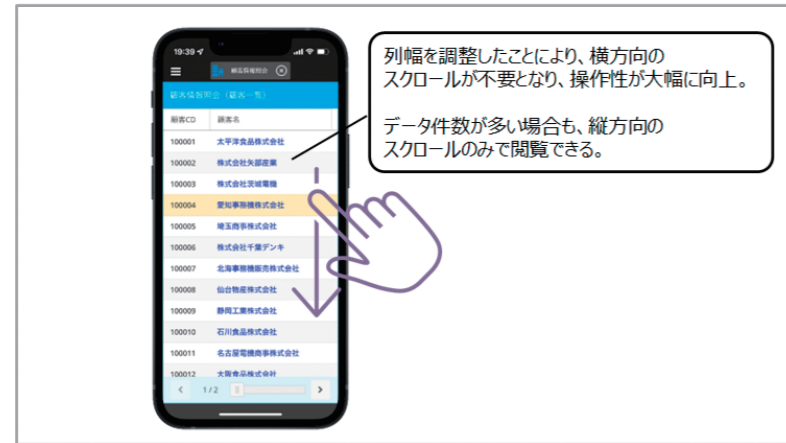 19:39
顧客情報照会
顧客情報照会（顧客一覧）
顧客CD 顧客名
100001 太平洋食品株式会社
100002 株式会社矢部産業
100003 株式会社茨城電機
100004 愛知事務機株式会社
100005 埼玉商事株式会社
100006 株式会社千葉デンキ
100007 北海事務機販売株式会社
100008 仙台物産株式会社
100009 静岡工業株式会社
100010 石川食品株式会社
100011 名古屋電機商事株式会社
100012 大阪食品株式会社
1/2
列幅を調整したことにより、横方向の
スクロールが不要となり、操作性が大幅に向上。
データ件数が多い場合も、縦方向の
スクロールのみで閲覧できる。